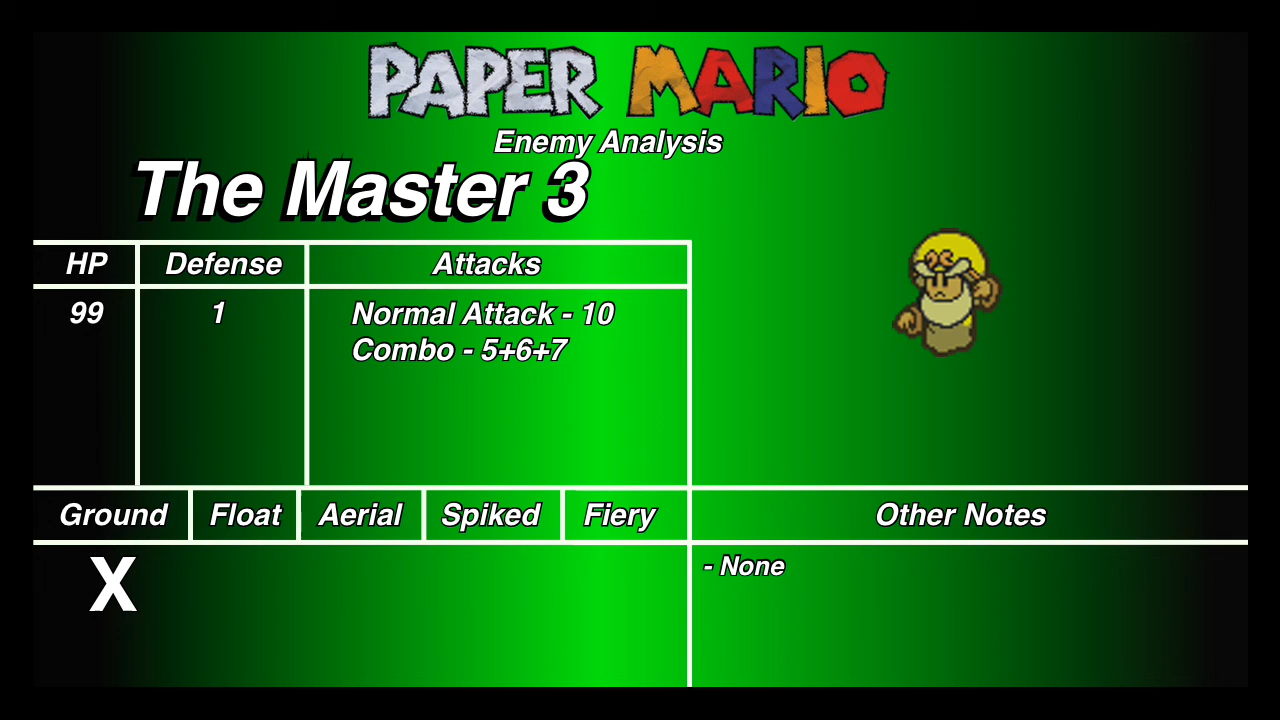 PAPER MARIO
Enemy Analysis
The Master 3
HP Defense Attacks
99 1 Normal Attack - 10
Combo - 5+6+7
Ground Float Aerial Spiked Fiery Other Notes
X - None